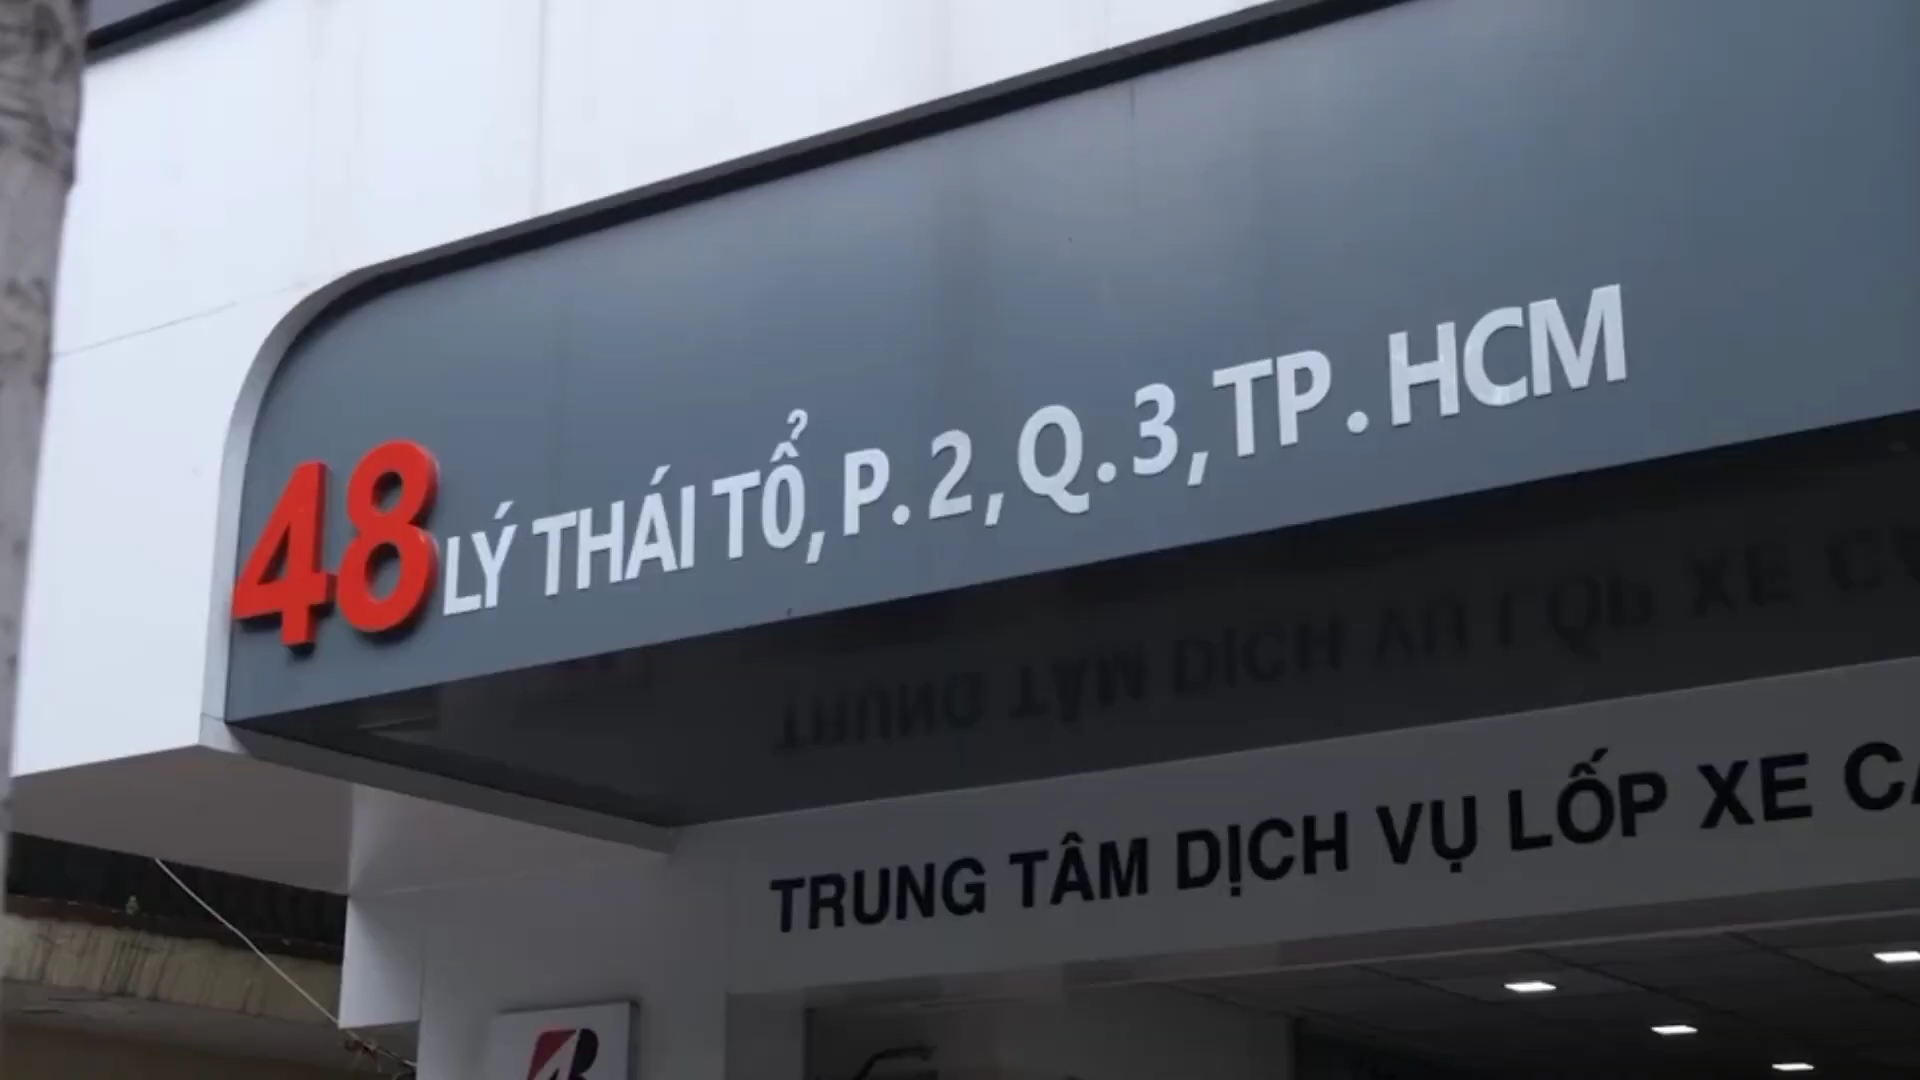 48 LÝ THÁI TỔ, P. 2, Q. 3, TP. HCM
TRUNG TÂM DỊCH VỤ LỐP XE